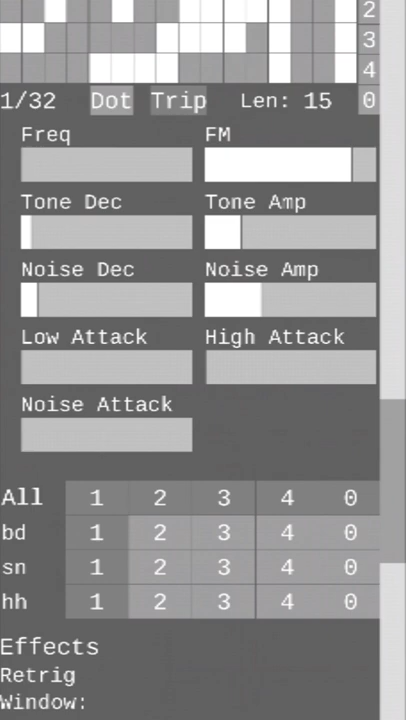 2
3
4
1/32 Dot Trip Len: 15 0
Freq FM
Tone Dec Tone Amp
Noise Dec Noise Amp
Low Attack High Attack
Noise Attack
All 1 2 3 4 0
bd 1 2 3 4 0
sn 1 2 3 4 0
hh 1 2 3 4 0
Effects
Retrig
Window: